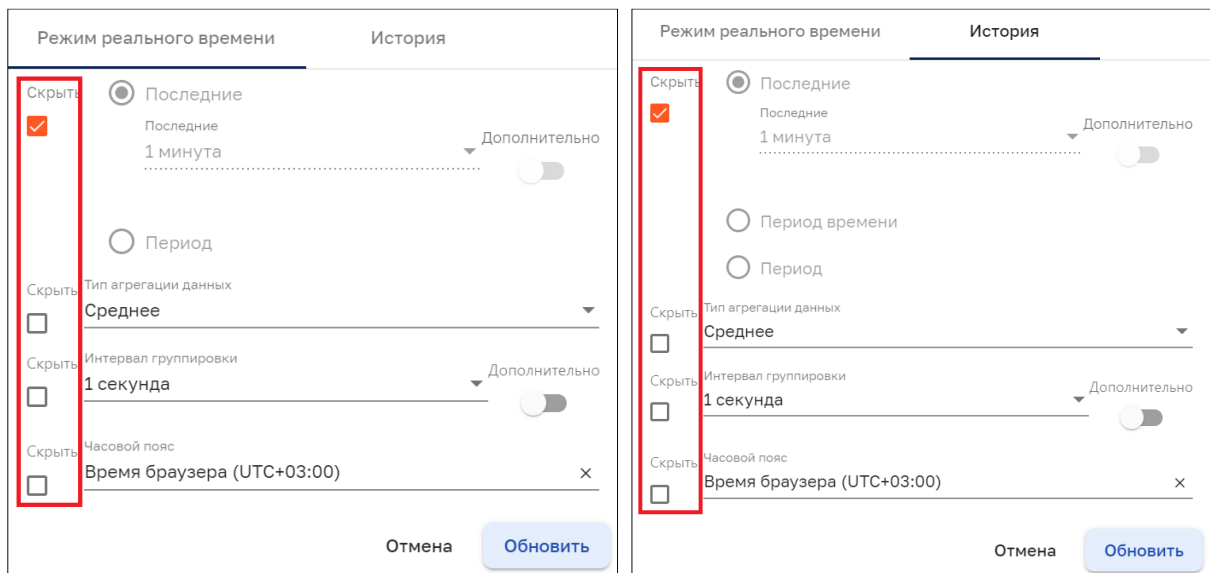 Режим реального времени История
Скрыть Последние
Последние
1 минута Дополнительно
Период
Скрыть Тип агрегации данных
Среднее
Скрыть Интервал группировки
1 секунда Дополнительно
Скрыть Часовой пояс
Время браузера (UTC+03:00) ×
Отмена Обновить
Режим реального времени История
Скрыть Последние
Последние
1 минута Дополнительно
Период времени
Период
Скрыть Тип агрегации данных
Среднее
Скрыть Интервал группировки
1 секунда Дополнительно
Скрыть Часовой пояс
Время браузера (UTC+03:00) ×
Отмена Обновить